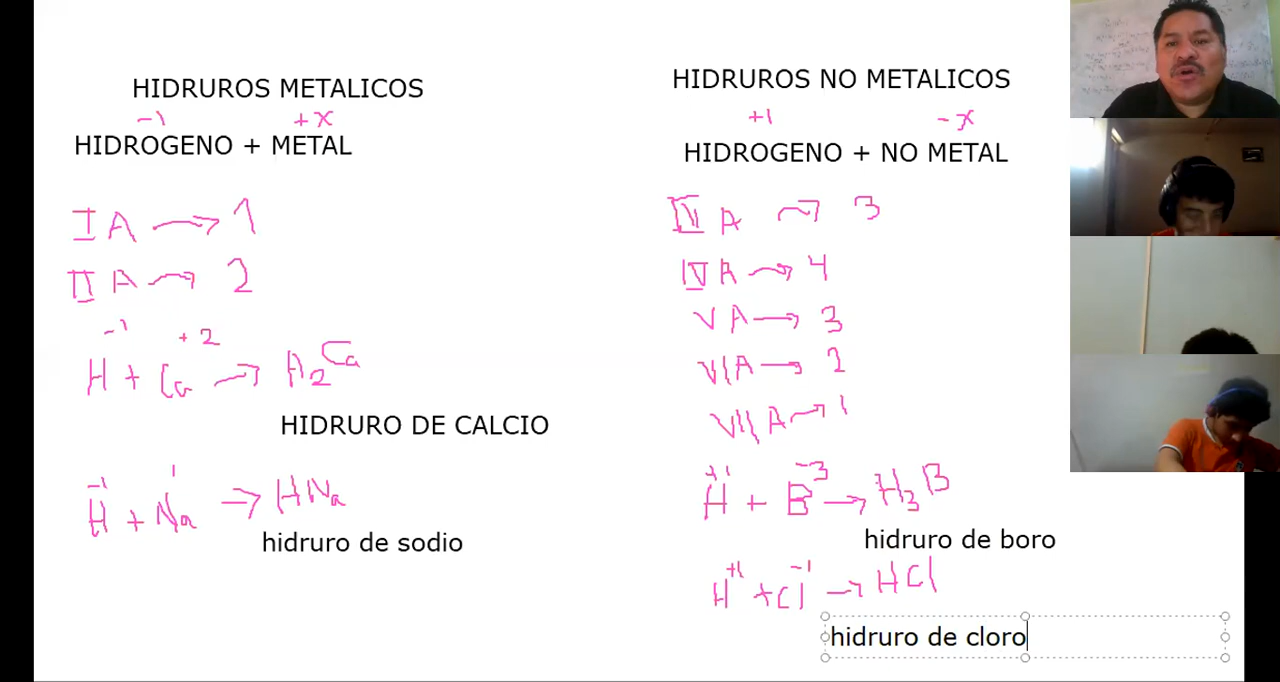 HIDRUROS METALICOS
-1 +x
HIDROGENO + METAL
IA → 1
IIA → 2
-1 +2
H + Ca → H2Ca
HIDRURO DE CALCIO
-1 1
H + Na → HNa
hidruro de sodio
HIDRUROS NO METALICOS
+1 -x
HIDROGENO + NO METAL
A → 3
IVA → 4
VA → 3
VIA → 2
VIIA → 1
+1 -3
H + B → H3B
hidruro de boro
+1 -1
H + Cl → HCl
hidruro de cloro